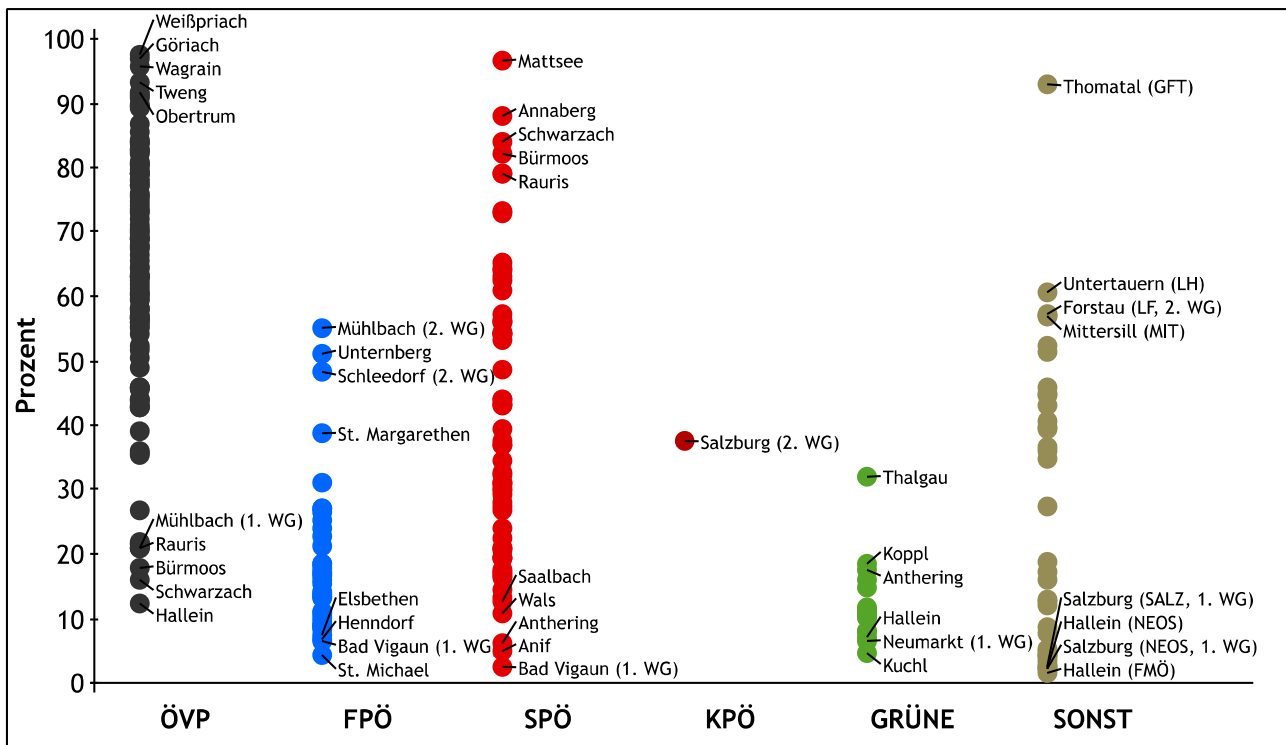 Prozent
100
90
80
70
60
50
40
30
20
10
0
Weißpriach
Göriach
Wagrain
Tweng
Obertrum
Mühlbach (1. WG)
Rauris
Bürmoos
Schwarzach
Hallein
Mühlbach (2. WG)
Unternberg
Schleedorf (2. WG)
St. Margarethen
Elsbethen
Henndorf
Bad Vigaun (1. WG)
St. Michael
Mattsee
Annaberg
Schwarzach
Bürmoos
Rauris
Saalbach
Wals
Anthering
Anif
Bad Vigaun (1. WG)
Salzburg (2. WG)
Thalgau
Koppl
Anthering
Hallein
Neumarkt (1. WG)
Kuchl
Thomatal (GFT)
Untertauern (LH)
Forstau (LF, 2. WG)
Mittersill (MIT)
Salzburg (SALZ, 1. WG)
Hallein (NEOS)
Salzburg (NEOS, 1. WG)
Hallein (FMÖ)
ÖVP
FPÖ
SPÖ
KPÖ
GRÜNE
SONST